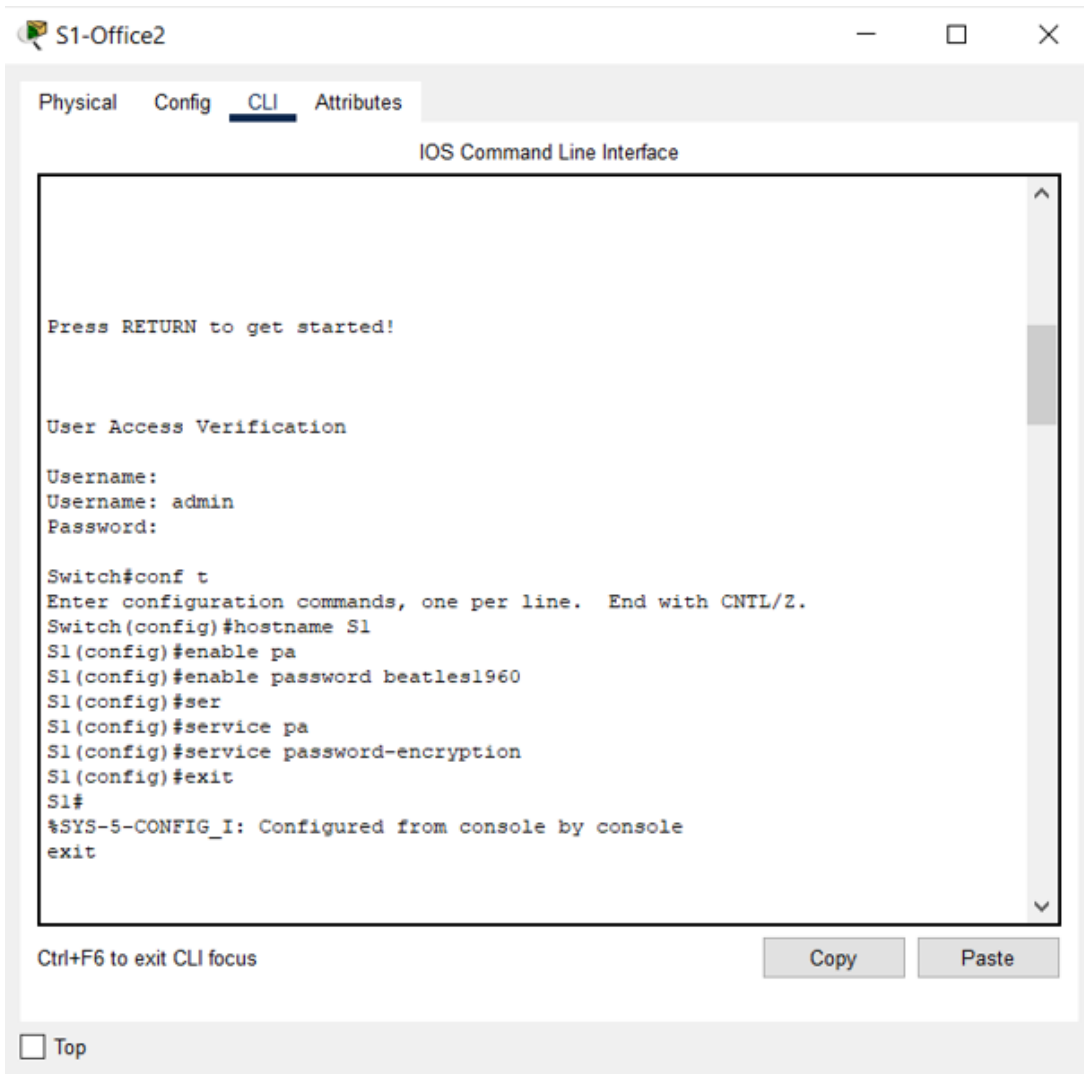 S1-Office2
Physical Config CLI Attributes
IOS Command Line Interface
Press RETURN to get started!
User Access Verification
Username:
Username: admin
Password:
Switch#conf t
Enter configuration commands, one per line.  End with CNTL/Z.
Switch(config)#hostname S1
S1(config)#enable pa
S1(config)#enable password beatles1960
S1(config)#ser
S1(config)#service pa
S1(config)#service password-encryption
S1(config)#exit
S1#
%SYS-5-CONFIG_I: Configured from console by console
exit
Ctrl+F6 to exit CLI focus
Copy Paste
Top